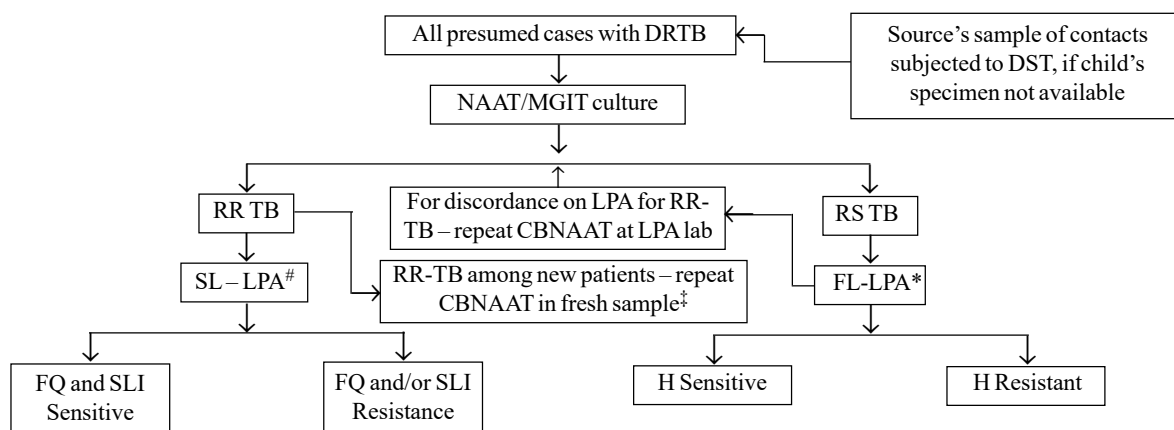 All presumed cases with DRTB
Source's sample of contacts
subjected to DST, if child's
specimen not available
NAAT/MGIT culture
RR TB
For discordance on LPA for RR-
TB – repeat CBNAAT at LPA lab
RS TB
SL – LPA#
RR-TB among new patients – repeat
CBNAAT in fresh sample‡
FL-LPA*
FQ and SLI
Sensitive
FQ and/or SLI
Resistance
H Sensitive
H Resistant